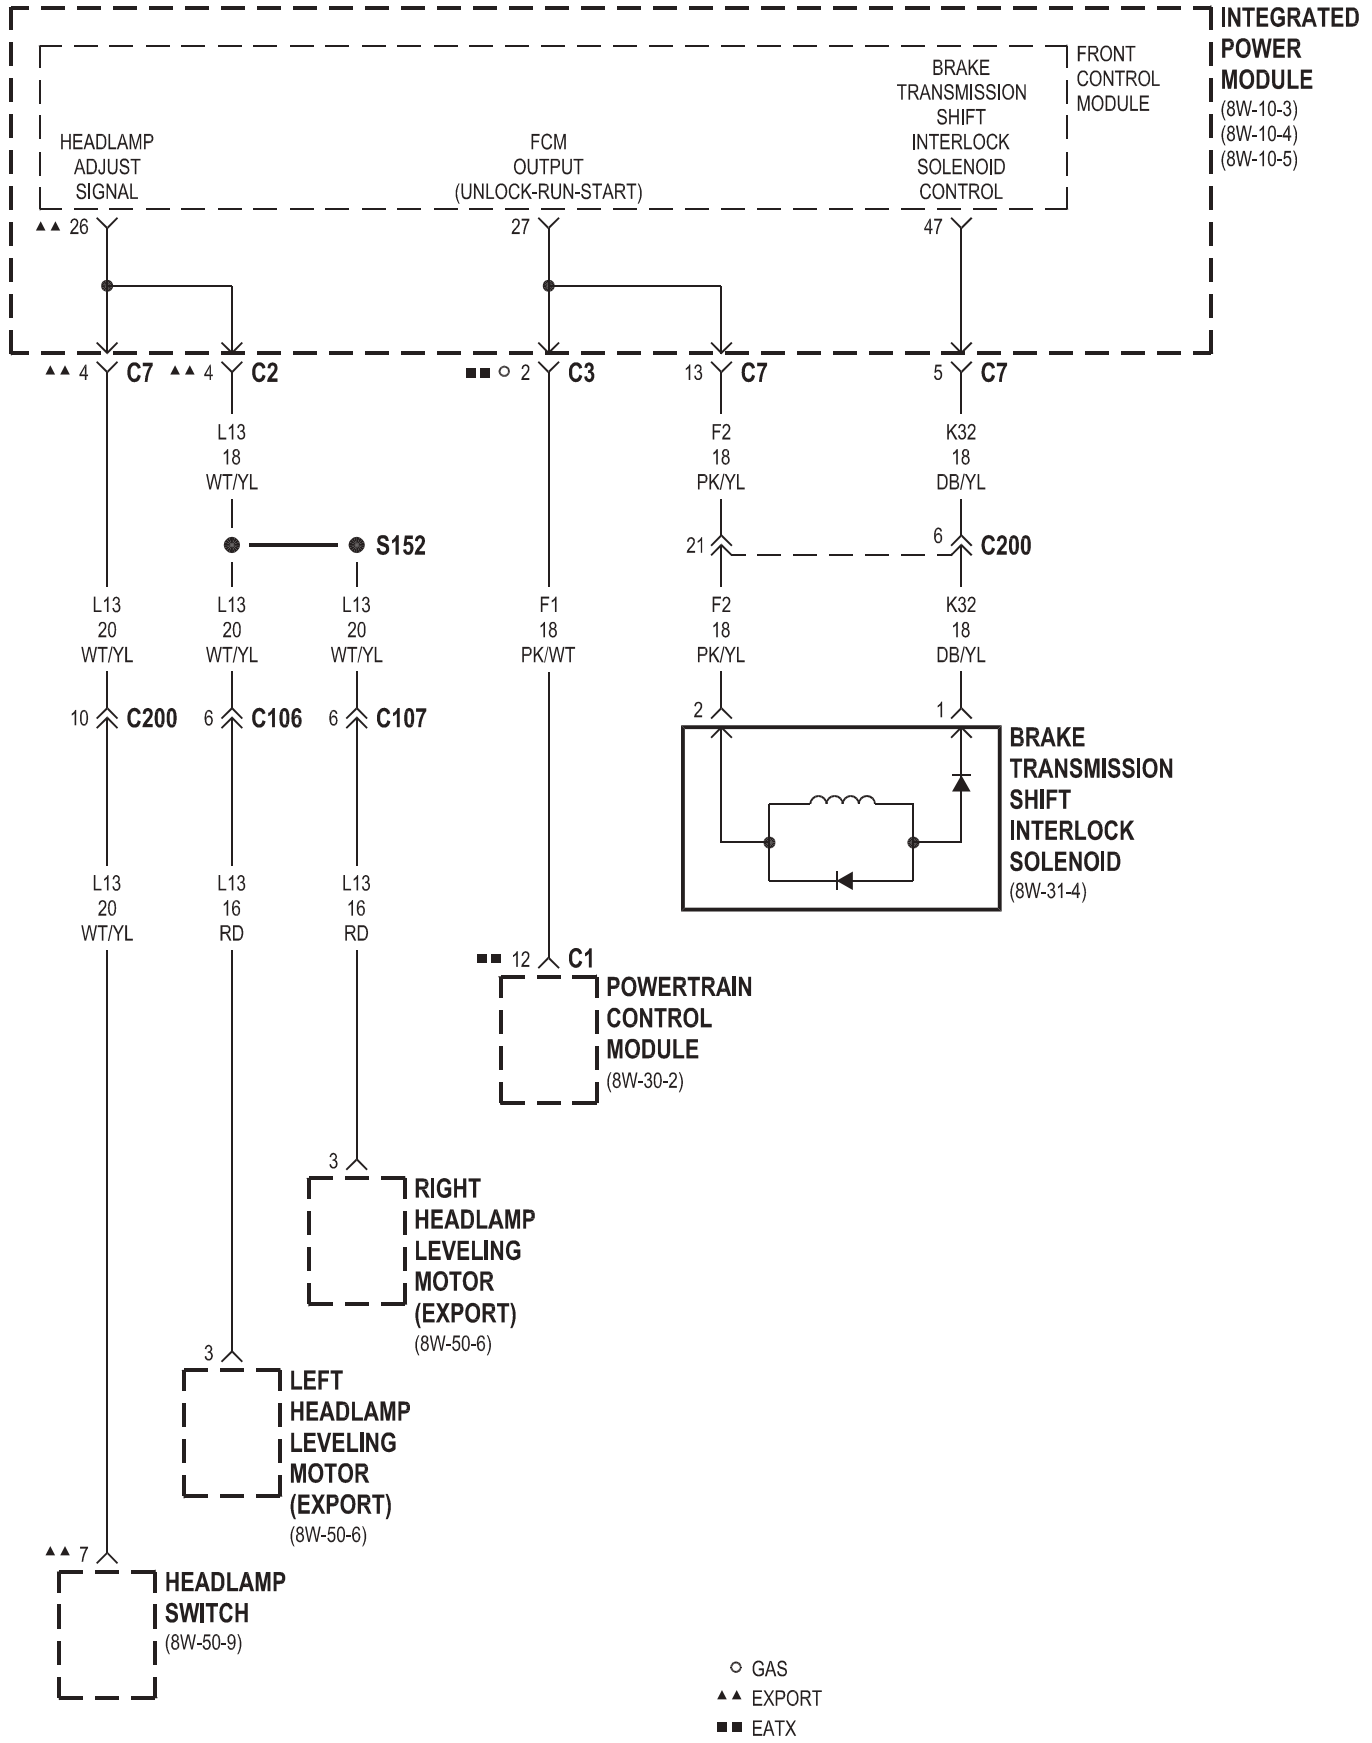 INTEGRATED
POWER
MODULE
(8W-10-3)
(8W-10-4)
(8W-10-5)
FRONT
CONTROL
MODULE
HEADLAMP
ADJUST
SIGNAL
FCM
OUTPUT
(UNLOCK-RUN-START)
BRAKE
TRANSMISSION
SHIFT
INTERLOCK
SOLENOID
CONTROL
26
27
47
4 C7
4 C2
2 C3
13 C7
5 C7
L13
18
WT/YL
F2
18
PK/YL
K32
18
DB/YL
S152
21
6 C200
L13
20
WT/YL
L13
20
WT/YL
L13
20
WT/YL
F1
18
PK/WT
F2
18
PK/YL
K32
18
DB/YL
10 C200
6 C106
6 C107
2
1
BRAKE
TRANSMISSION
SHIFT
INTERLOCK
SOLENOID
(8W-31-4)
L13
20
WT/YL
L13
16
RD
L13
16
RD
12 C1
POWERTRAIN
CONTROL
MODULE
(8W-30-2)
3
RIGHT
HEADLAMP
LEVELING
MOTOR
(EXPORT)
(8W-50-6)
3
LEFT
HEADLAMP
LEVELING
MOTOR
(EXPORT)
(8W-50-6)
7
HEADLAMP
SWITCH
(8W-50-9)
GAS
EXPORT
EATX